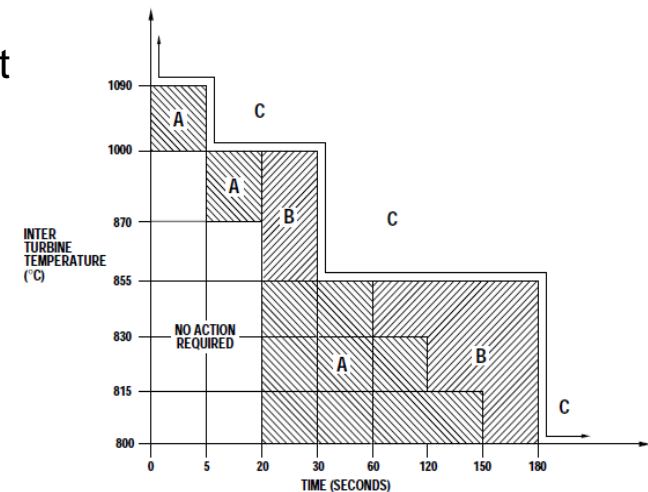 t
1090
A
C
1000
A
B
C
870
INTER
TURBINE
TEMPERATURE
(°C)
855
830
NO ACTION
REQUIRED
A
B
815
C
800
0 5 20 30 60 120 150 180
TIME (SECONDS)